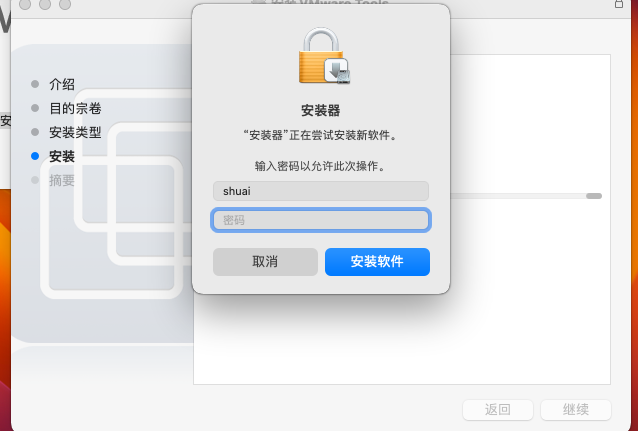 安装 VMware Tools
介绍
目的宗卷
安装类型
安装
摘要
安装器
“安装器”正在尝试安装新软件。
输入密码以允许此次操作。
shuai
密码
取消
安装软件
返回
继续